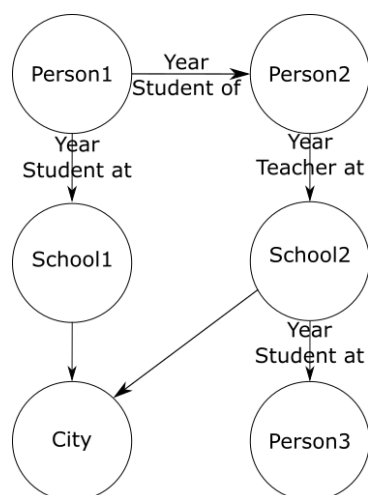 Person1
Year
Student of
Person2
Year
Student at
Year
Teacher at
School1
School2
Year
Student at
City
Person3